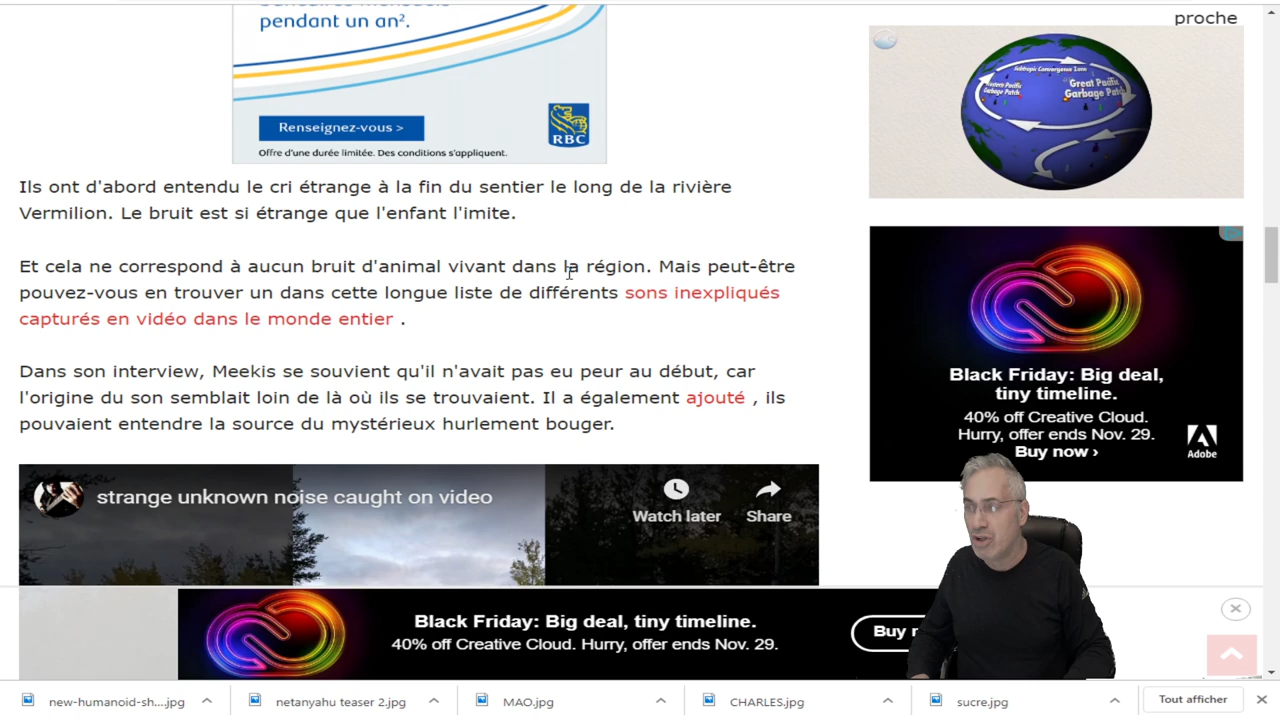 pendant un an².
proche
Subtropic Convergence Zone
Western Pacific
Garbage Patch
Great Pacific
Garbage Patch
Renseignez-vous >
RBC
Offre d'une durée limitée. Des conditions s'appliquent.
Ils ont d'abord entendu le cri étrange à la fin du sentier le long de la rivière
Vermilion. Le bruit est si étrange que l'enfant l'imite.
Et cela ne correspond à aucun bruit d'animal vivant dans la région. Mais peut-être
pouvez-vous en trouver un dans cette longue liste de différents sons inexpliqués
capturés en vidéo dans le monde entier .
Dans son interview, Meekis se souvient qu'il n'avait pas eu peur au début, car
l'origine du son semblait loin de là où ils se trouvaient. Il a également ajouté , ils
pouvaient entendre la source du mystérieux hurlement bouger.
Black Friday: Big deal,
tiny timeline.
40% off Creative Cloud.
Hurry, offer ends Nov. 29.
Buy now ›
Adobe
strange unknown noise caught on video
Watch later
Share
Black Friday: Big deal, tiny timeline.
40% off Creative Cloud. Hurry, offer ends Nov. 29.
Buy
new-humanoid-sh....jpg
netanyahu teaser 2.jpg
MAO.jpg
CHARLES.jpg
sucre.jpg
Tout afficher